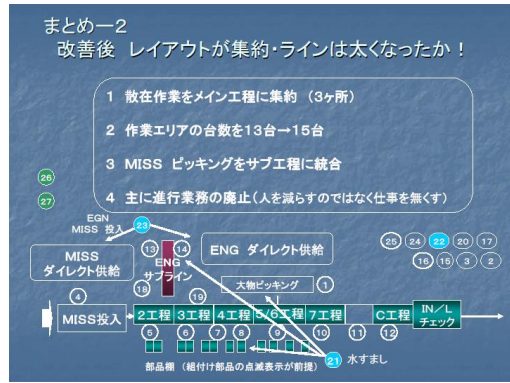 まとめー２
改善後 レイアウトが集約・ラインは太くなったか！
１ 散在作業をメイン工程に集約 （３ヶ所）
２ 作業エリアの台数を１３台→１５台
３ MISS ピッキングをサブ工程に統合
４ 主に進行業務の廃止（人を減らすのではなく仕事を無くす）
26
27
EGN
MISS 投入
23
MISS
ダイレクト供給
13
14
ENG
サブライン
ENG ダイレクト供給
25 24 22 20 17
16 15 3 2
4
18
19
大物ピッキング
1
MISS投入
2工程
3工程
4工程
5/6工程
7工程
C工程
IN/L
チェック
5 6 7 8 9 10 11 12
21 水すまし
部品棚 （組付け部品の点滅表示が前提）